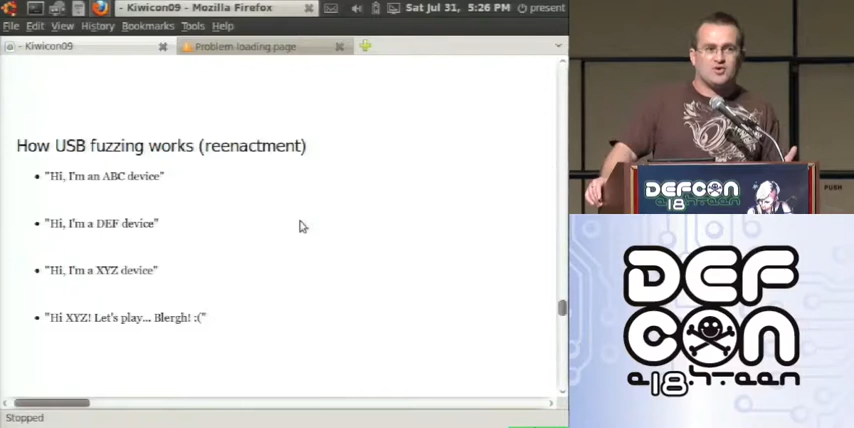 - Kiwicon09 - Mozilla Firefox
Sat Jul 31, 5:26 PM
present
File Edit View History Bookmarks Tools Help
- Kiwicon09
Problem loading page
How USB fuzzing works (reenactment)
• "Hi, I'm an ABC device"
• "Hi, I'm a DEF device"
• "Hi, I'm a XYZ device"
• "Hi XYZ! Let's play... Blergh! :("
Stopped
PUSH
DEFCON
18
DEF
CON
18